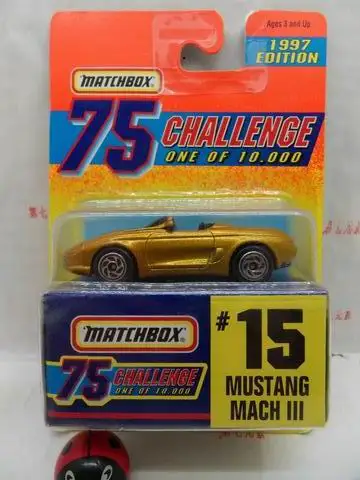 Ages 3 and Up
1997
EDITION
MATCHBOX
75 CHALLENGE
ONE OF 10.000
MATCHBOX
75 CHALLENGE
ONE OF 10.000
#15
MUSTANG
MACH III